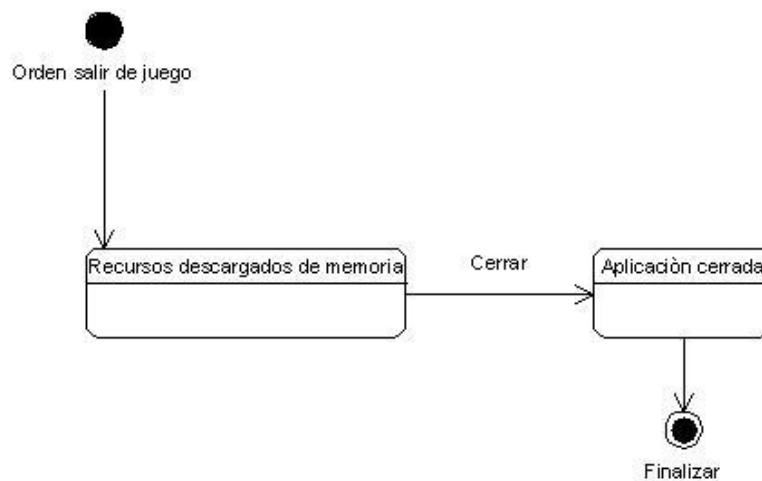 Orden salir de juego
Recursos descargados de memoria
Cerrar
Aplicaciòn cerrada
Finalizar